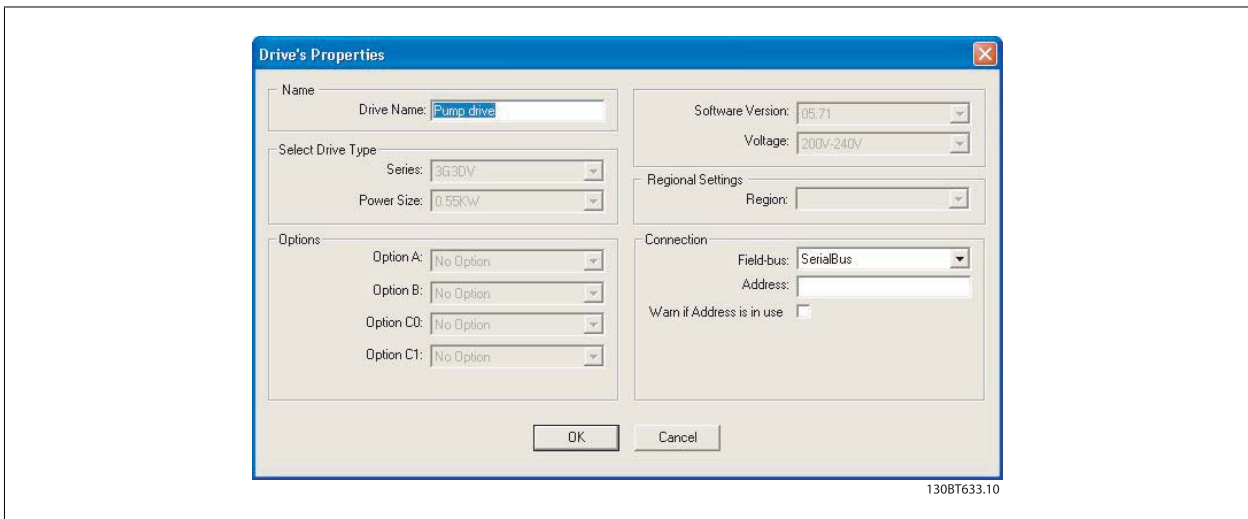 Drive's Properties
Name
Drive Name: Pump drive
Select Drive Type
Series: 3G3DV
Power Size: 0.55KW
Options
Option A: No Option
Option B: No Option
Option C0: No Option
Option C1: No Option
Software Version: 05.71
Voltage: 200V-240V
Regional Settings
Region:
Connection
Field-bus: SerialBus
Address:
Warn if Address is in use
OK
Cancel
130BT633.10